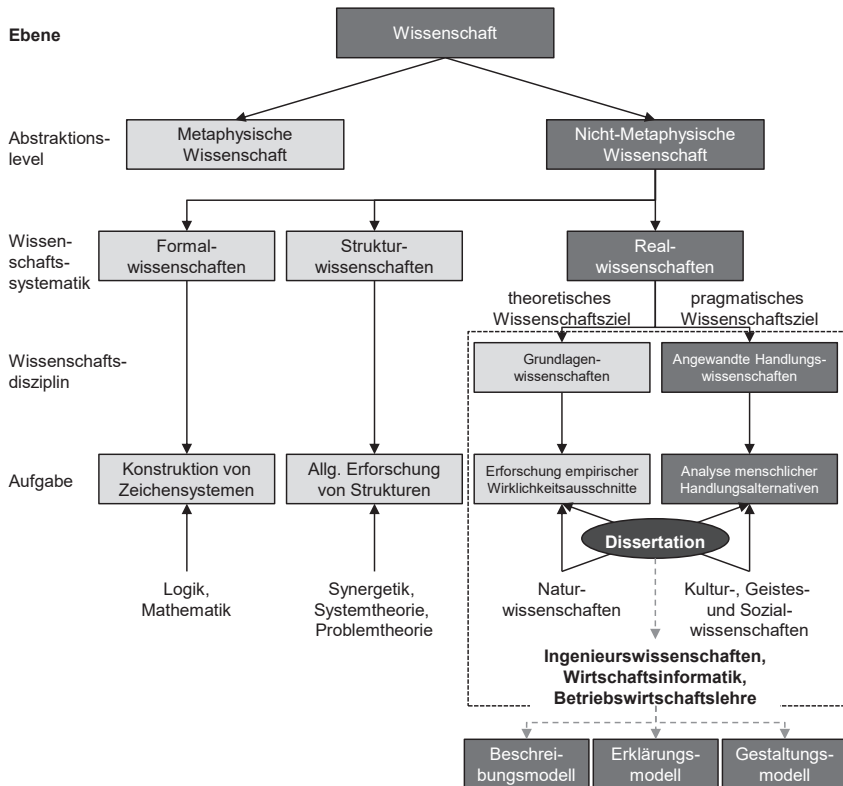 Ebene
Wissenschaft
Abstraktions-
level
Metaphysische
Wissenschaft
Nicht-Metaphysische
Wissenschaft
Wissen-
schafts-
systematik
Formal-
wissenschaften
Struktur-
wissenschaften
Real-
wissenschaften
theoretisches
Wissenschaftsziel
pragmatisches
Wissenschaftsziel
Wissenschafts-
disziplin
Grundlagen-
wissenschaften
Angewandte Handlungs-
wissenschaften
Aufgabe
Konstruktion von
Zeichensystemen
Allg. Erforschung
von Strukturen
Erforschung empirischer
Wirklichkeitsausschnitte
Analyse menschlicher
Handlungsalternativen
Dissertation
Logik,
Mathematik
Synergetik,
Systemtheorie,
Problemtheorie
Natur-
wissenschaften
Kultur-, Geistes-
und Sozial-
wissenschaften
Ingenieurswissenschaften,
Wirtschaftsinformatik,
Betriebswirtschaftslehre
Beschrei-
bungsmodell
Erklärungs-
modell
Gestaltungs-
modell